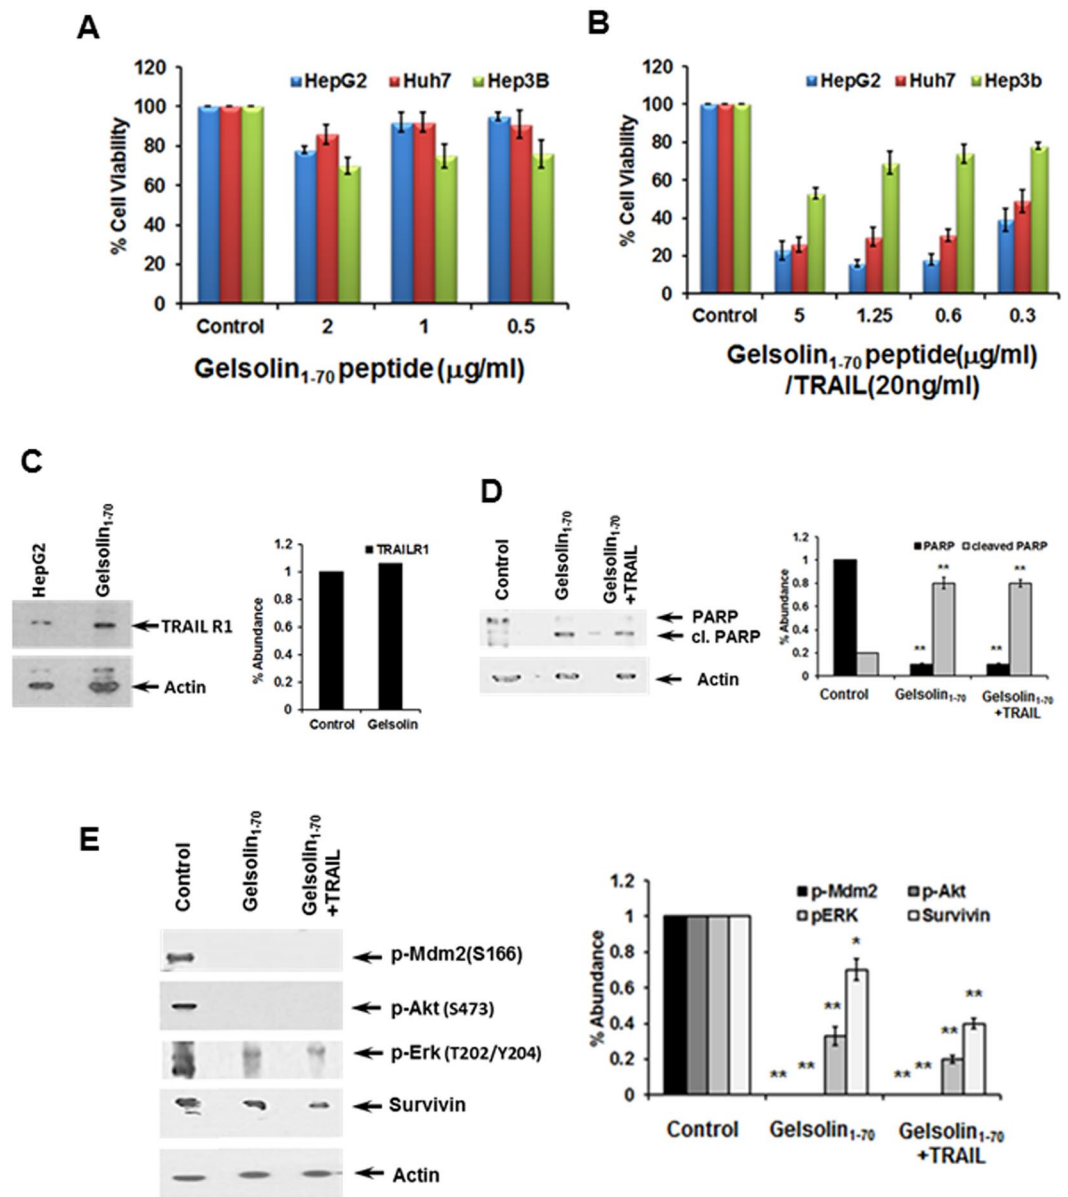 A
120
100
80
60
40
20
0
% Cell Viability
HepG2 Huh7 Hep3B
Control 2 1 0.5
Gelsolin1-70 peptide (μg/ml)
B
120
100
80
60
40
20
0
% Cell Viability
HepG2 Huh7 Hep3b
Control 5 1.25 0.6 0.3
Gelsolin1-70 peptide(μg/ml)
/TRAIL(20ng/ml)
C
HepG2
Gelsolin1-70
TRAIL R1
Actin
1.2
1
0.8
0.6
0.4
0.2
0
% Abundance
TRAILR1
Control Gelsolin
D
Control
Gelsolin1-70
Gelsolin1-70
+TRAIL
PARP
cl. PARP
Actin
1.2
1
0.8
0.6
0.4
0.2
0
% Abundance
PARP cleaved PARP
** ** ** **
Control Gelsolin1-70 Gelsolin1-70
+TRAIL
E
Control
Gelsolin1-70
Gelsolin1-70
+TRAIL
p-Mdm2(S166)
p-Akt (S473)
p-Erk (T202/Y204)
Survivin
Actin
1.2
1
0.8
0.6
0.4
0.2
0
% Abundance
p-Mdm2 p-Akt
pERK Survivin
** ** ** * ** ** ** **
Control Gelsolin1-70 Gelsolin1-70
+TRAIL